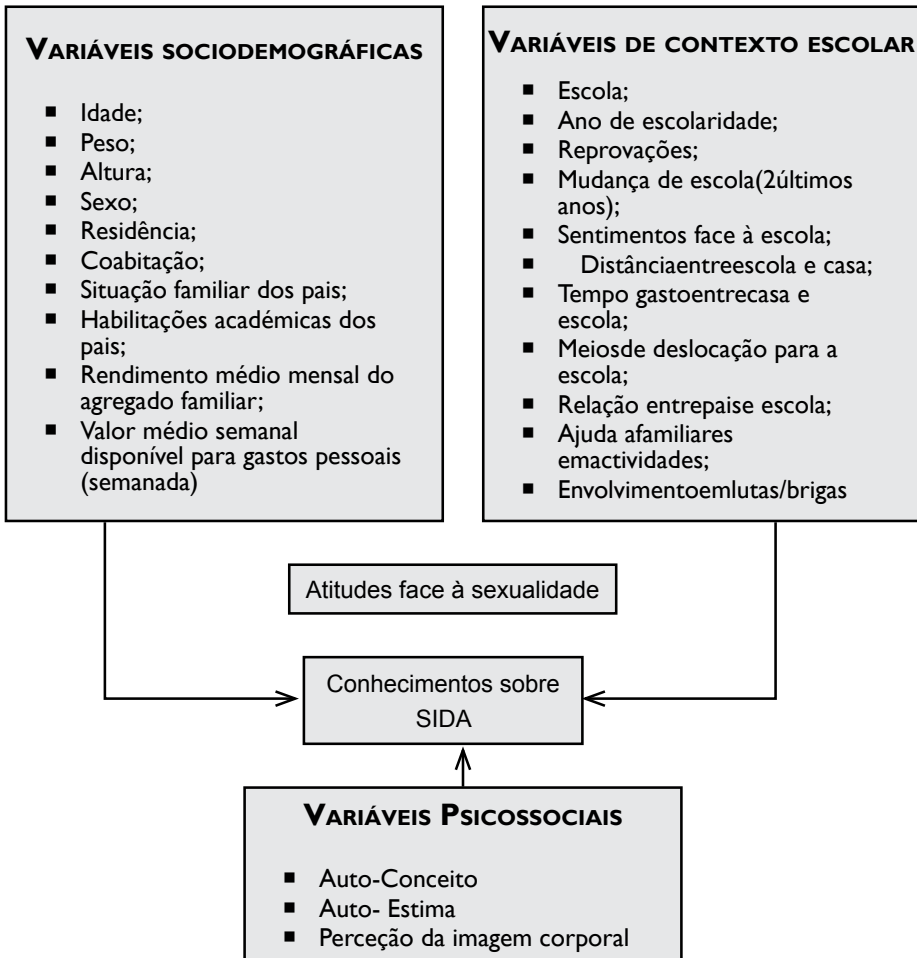 VARIÁVEIS SOCIODEMOGRÁFICAS
■ Idade;
■ Peso;
■ Altura;
■ Sexo;
■ Residência;
■ Coabitação;
■ Situação familiar dos pais;
■ Habilitações académicas dos
pais;
■ Rendimento médio mensal do
agregado familiar;
■ Valor médio semanal
disponível para gastos pessoais
(semanada)
VARIÁVEIS DE CONTEXTO ESCOLAR
■ Escola;
■ Ano de escolaridade;
■ Reprovações;
■ Mudança de escola(2últimos
anos);
■ Sentimentos face à escola;
■ Distânciaentreescola e casa;
■ Tempo gastoentrecasa e
escola;
■ Meiosde deslocação para a
escola;
■ Relação entrepaise escola;
■ Ajuda afamiliares
emactividades;
■ Envolvimentoemlutas/brigas
Atitudes face à sexualidade
Conhecimentos sobre
SIDA
VARIÁVEIS PSICOSSOCIAIS
■ Auto-Conceito
■ Auto- Estima
■ Perceção da imagem corporal